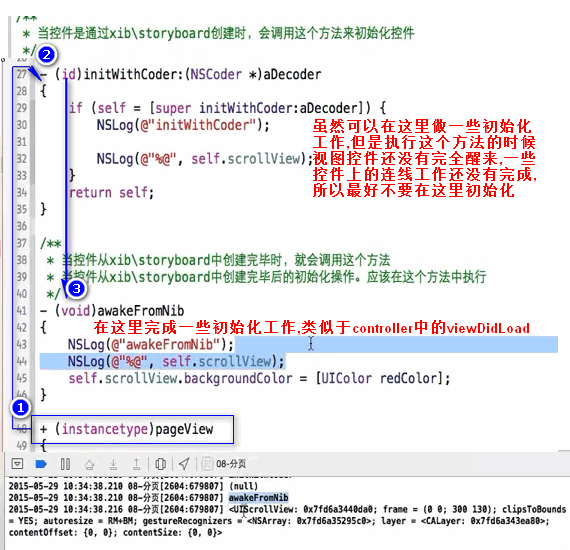 /**
 * 当控件是通过xib\storyboard创建时，会调用这个方法来初始化控件
 */
2
27 - (id)initWithCoder:(NSCoder *)aDecoder
28 {
29 if (self = [super initWithCoder:aDecoder]) {
30 NSLog(@"initWithCoder");
虽然可以在这里做一些初始化
工作,但是执行这个方法的时候
32 NSLog(@"%@", self.scrollView);
视图控件还没有完全醒来,一些
33 }
控件上的连线工作还没有完成,
34 return self;
所以最好不要在这里初始化
35 }
36
37 /**
38 * 当控件从xib\storyboard中创建完毕时，就会调用这个方法
39 * 当控件从xib\storyboard中创建完毕后的初始化操作。应该在这个方法中执行
3
40 */
41 - (void)awakeFromNib
42 {
在这里完成一些初始化工作,类似于controller中的viewDidLoad
43 NSLog(@"awakeFromNib");
44 NSLog(@"%@", self.scrollView);
45 self.scrollView.backgroundColor = [UIColor redColor];
46 }
1
48 + (instancetype)pageView
49 {
08-分页
2015-05-29 10:34:38.210 08-分页[2604:679807] (null)
2015-05-29 10:34:38.210 08-分页[2604:679807] awakeFromNib
2015-05-29 10:34:38.216 08-分页[2604:679807] <UIScrollView: 0x7fd6a3440da0; frame = (0 0; 300 130); clipsToBounds
= YES; autoresize = RM+BM; gestureRecognizers = <NSArray: 0x7fd6a35295c0>; layer = <CALayer: 0x7fd6a343ea80>;
contentOffset: {0, 0}; contentSize: {0, 0}>